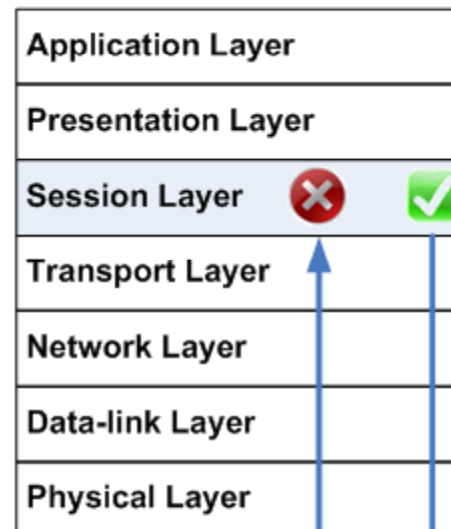 Application Layer
Presentation Layer
Session Layer
Transport Layer
Network Layer
Data-link Layer
Physical Layer